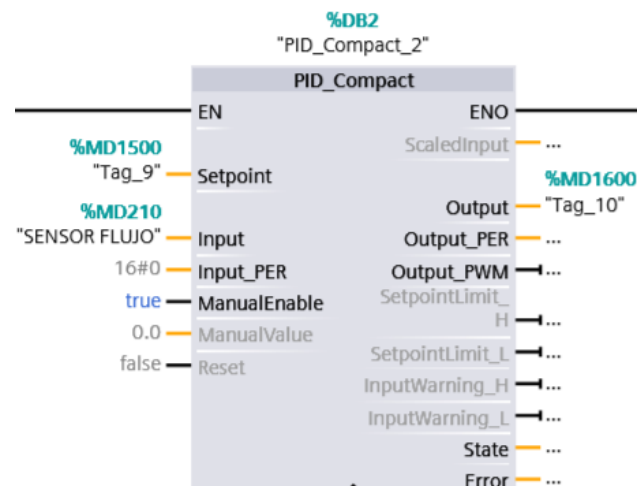 %DB2
"PID_Compact_2"
PID_Compact
EN ENO
ScaledInput ...
%MD1500
"Tag_9" Setpoint
%MD1600
Output "Tag_10"
%MD210
"SENSOR FLUJO" Input
Output_PER ...
16#0 Input_PER
Output_PWM ...
true ManualEnable
SetpointLimit_
H ...
0.0 ManualValue
SetpointLimit_L ...
false Reset
InputWarning_H ...
InputWarning_L ...
State ...
Error ...